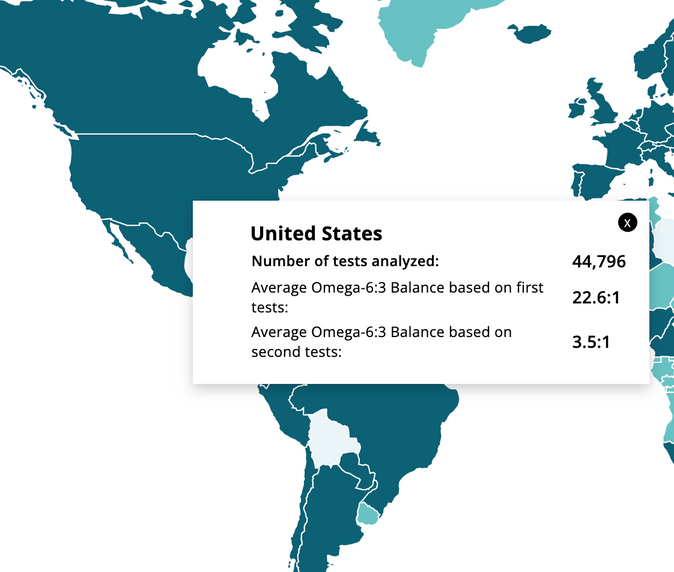 X
United States
Number of tests analyzed: 44,796
Average Omega-6:3 Balance based on first
tests: 22.6:1
Average Omega-6:3 Balance based on
second tests: 3.5:1